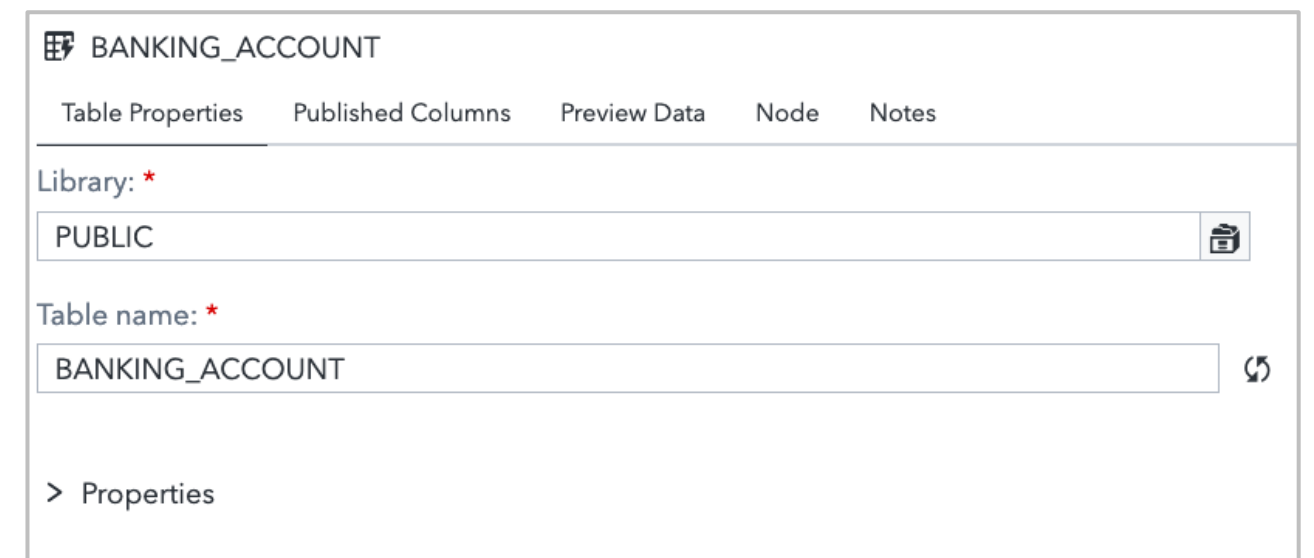 BANKING_ACCOUNT
Table Properties Published Columns Preview Data Node Notes
Library: *
PUBLIC
Table name: *
BANKING_ACCOUNT
> Properties